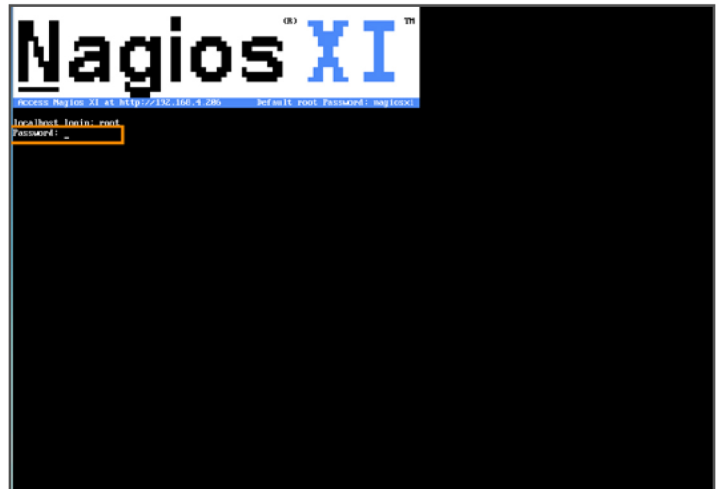 Nagios (R) XI TM
Access Nagios XI at http://192.168.4.206 Default root Password: nagiosxi
localhost login: root
Password: _